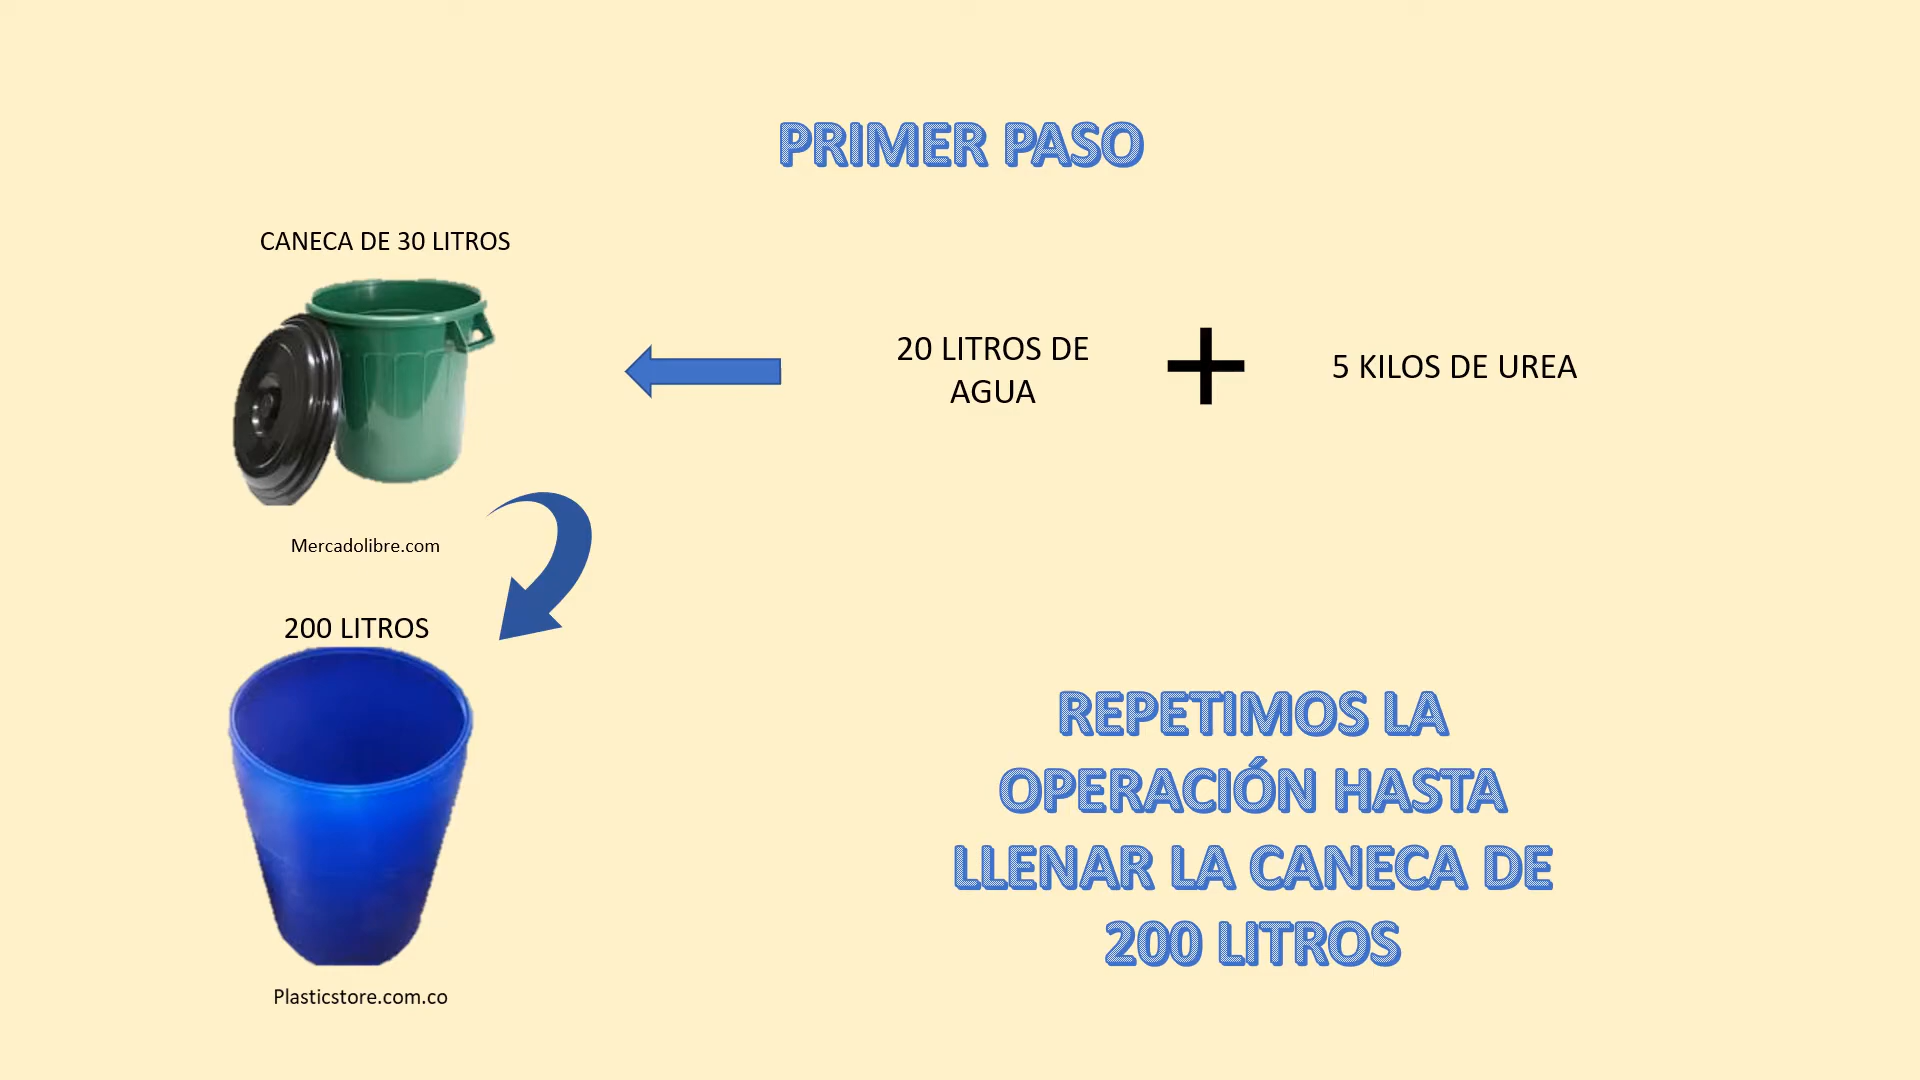 PRIMER PASO
CANECA DE 30 LITROS
20 LITROS DE
AGUA
5 KILOS DE UREA
Mercadolibre.com
200 LITROS
REPETIMOS LA
OPERACIÓN HASTA
LLENAR LA CANECA DE
200 LITROS
Plasticstore.com.co